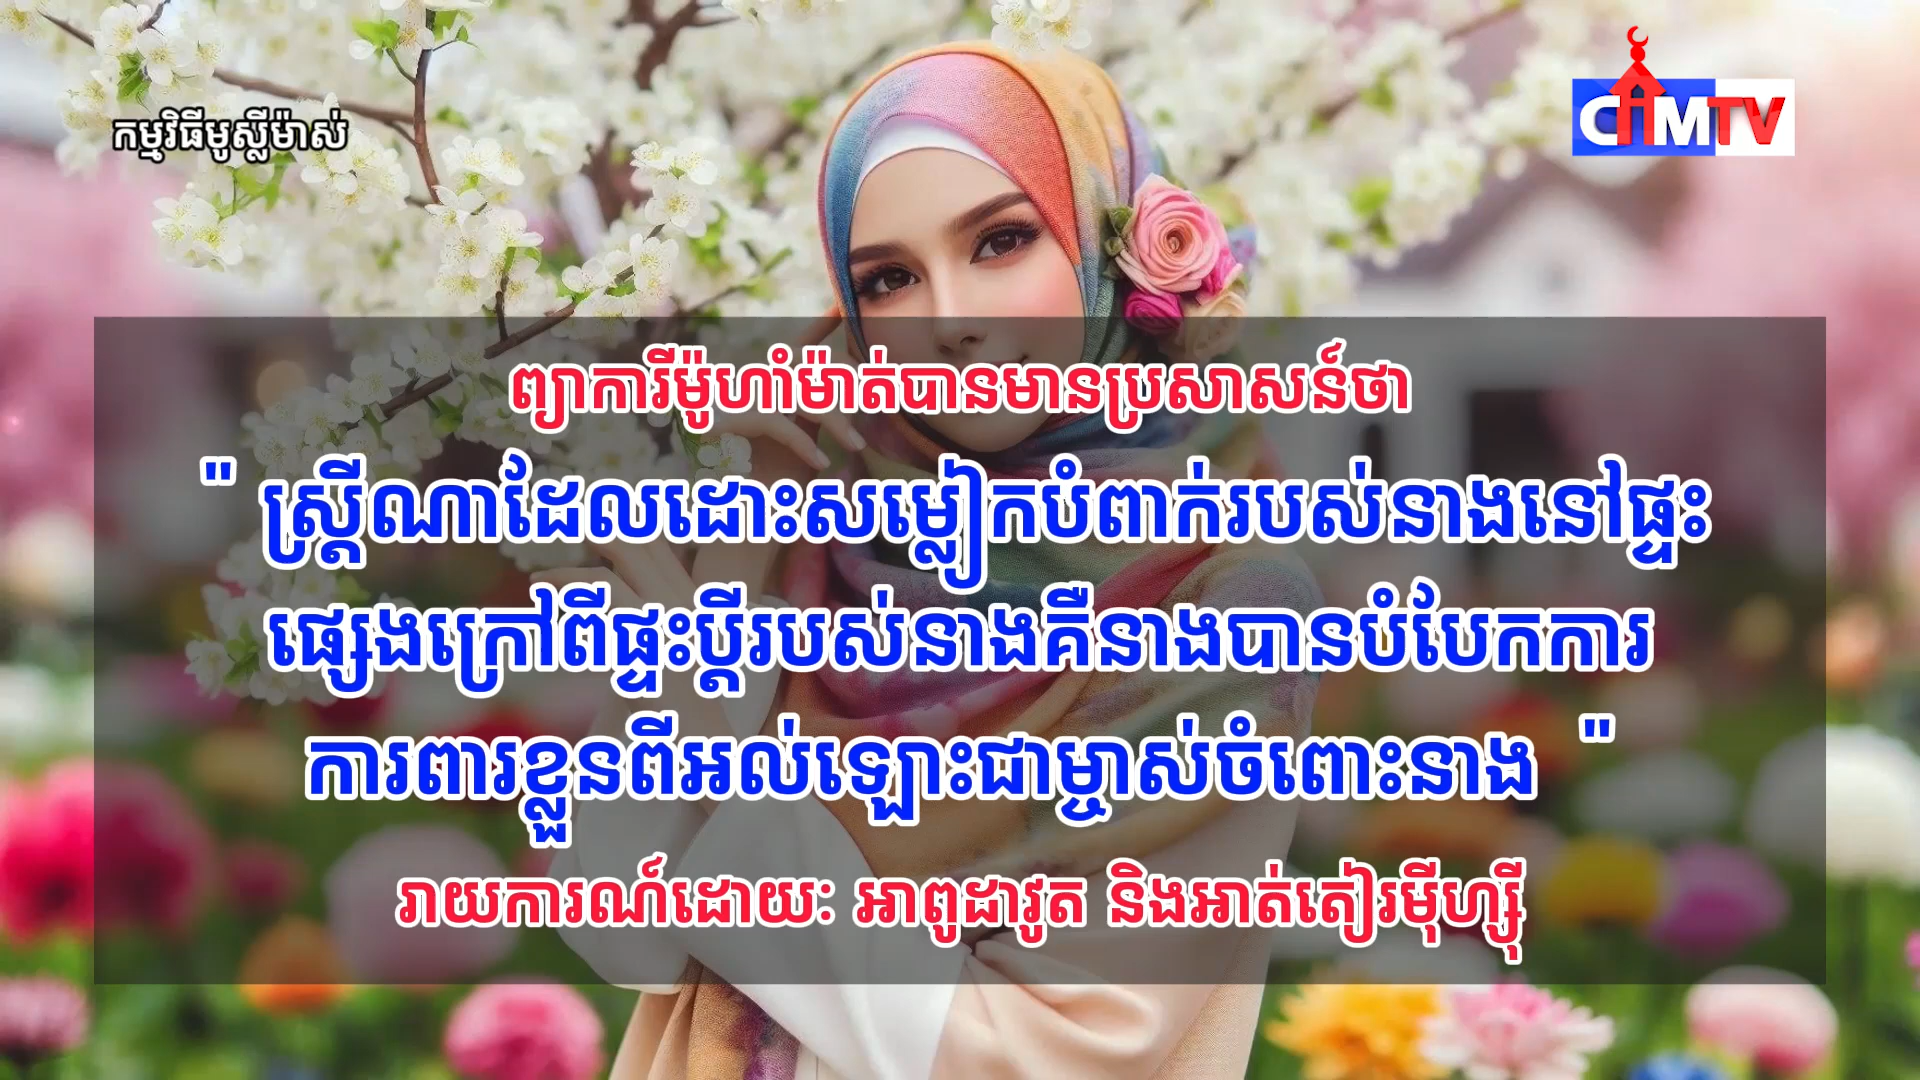 កម្មវិធីមូស្លីម៉ាស់
CAMTV
ព្យាការីម៉ូហាំម៉ាត់បានមានប្រសាសន៍ថា
" ស្ត្រីណាដែលដោះសម្លៀកបំពាក់របស់នាងនៅផ្ទះ
ផ្សេងក្រៅពីផ្ទះប្តីរបស់នាងគឺនាងបានបំបែកការ
ការពារខ្លួនពីអល់ឡោះជាម្ចាស់ចំពោះនាង "
រាយការណ៍ដោយ: អាពូដាវូត និងអាត់តៀរម៉ីហ្ស៊ី